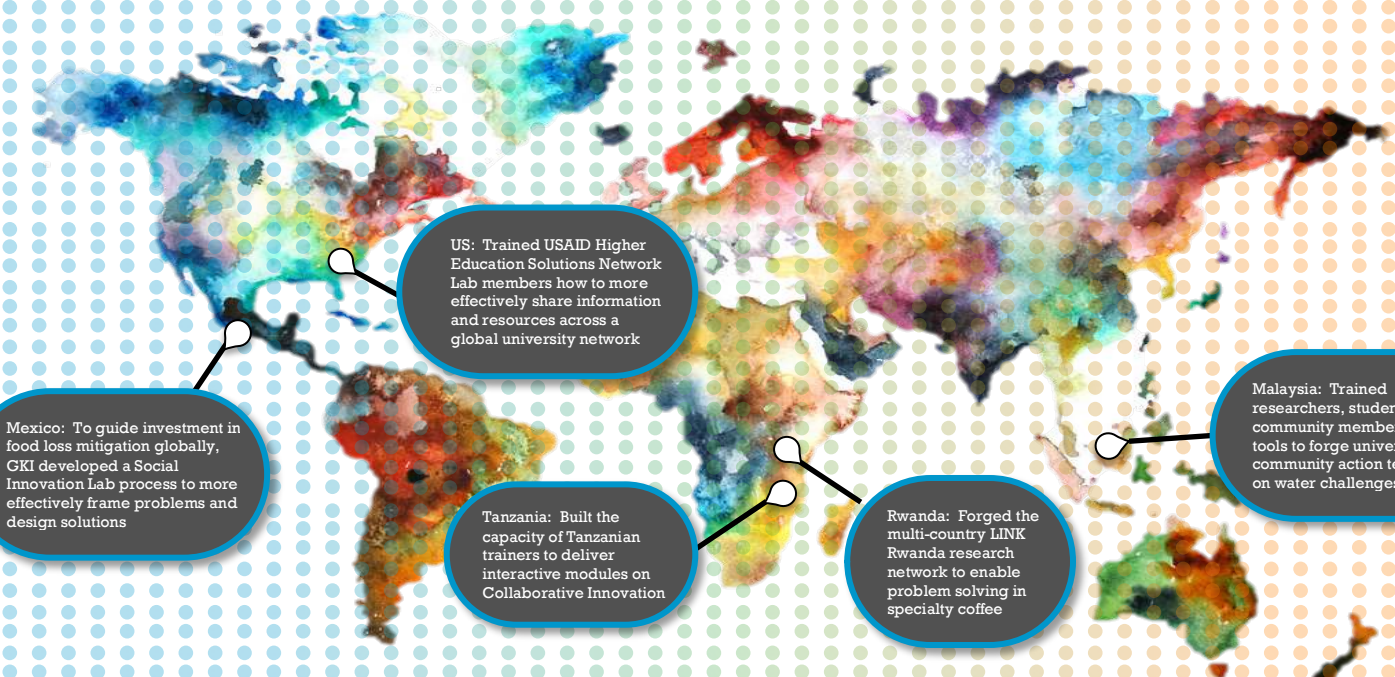 US: Trained USAID Higher
Education Solutions Network
Lab members how to more
effectively share information
and resources across a
global university network
Mexico: To guide investment in
food loss mitigation globally,
GKI developed a Social
Innovation Lab process to more
effectively frame problems and
design solutions
Tanzania: Built the
capacity of Tanzanian
trainers to deliver
interactive modules on
Collaborative Innovation
Rwanda: Forged the
multi-country LINK
Rwanda research
network to enable
problem solving in
specialty coffee
Malaysia: Trained
researchers,
community
tools to forge
community action
on water challenges